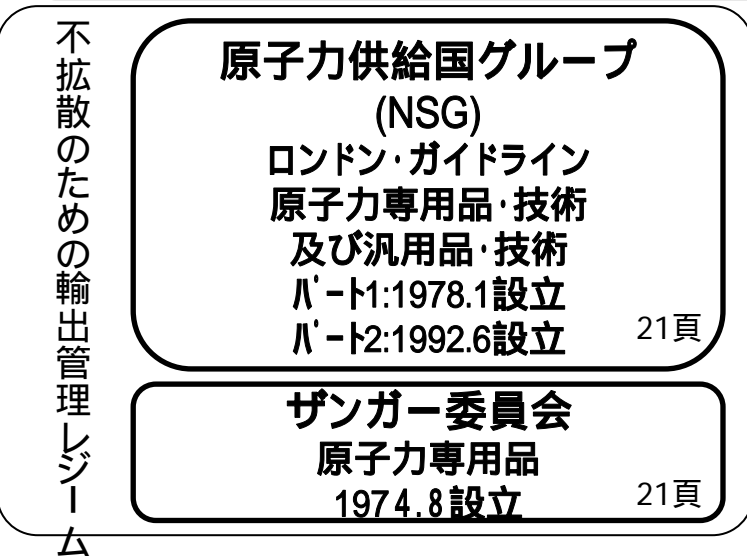 不拡散のための輸出管理レジーム
原子力供給国グループ
(NSG)
ロンドン・ガイドライン
原子力専用品・技術
及び汎用品・技術
ﾊﾟｰﾄ1:1978.1設立
ﾊﾟｰﾄ2:1992.6設立
21頁
ザンガー委員会
原子力専用品
1974.8設立
21頁